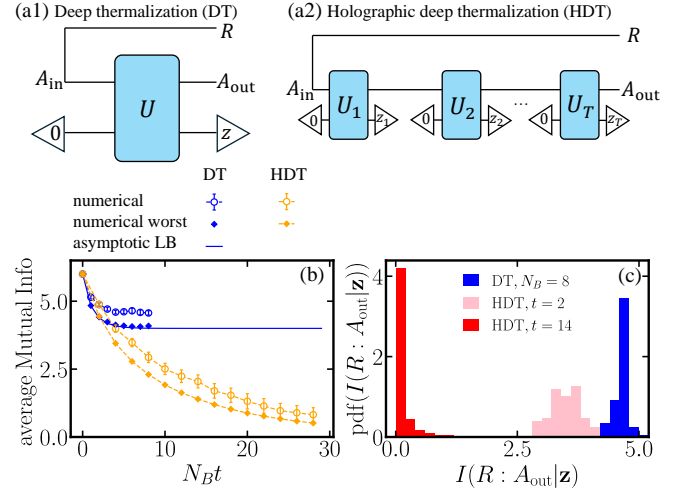 (a1) Deep thermalization (DT)
(a2) Holographic deep thermalization (HDT)
R
A_in
U
A_out
0
z
R
A_in
U_1
U_2
...
U_T
A_out
0
z_1
0
z_2
0
z_T
DT HDT
numerical
numerical worst
asymptotic LB
(b)
average Mutual Info
5.0
2.5
0.0
0 10 20 30
N_B t
(c)
pdf(I(R : A_out|z))
4
2
0
DT, N_B = 8
HDT, t = 2
HDT, t = 14
0.0 2.5 5.0
I(R : A_out|z)